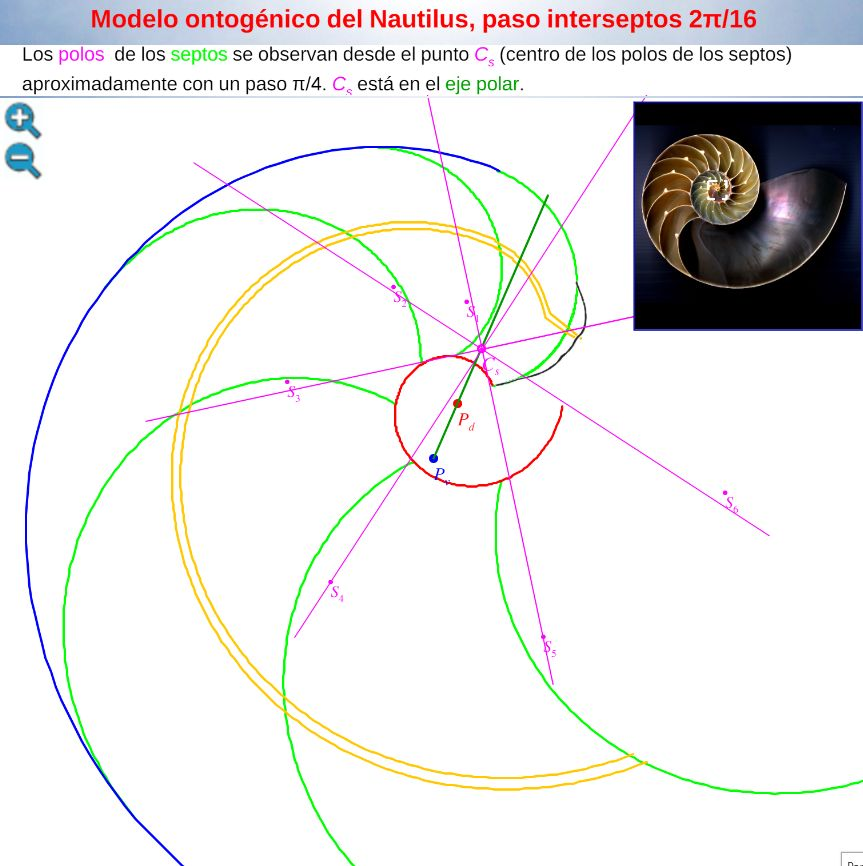 Modelo ontogénico del Nautilus, paso interseptos 2π/16
Los polos de los septos se observan desde el punto Cs (centro de los polos de los septos)
aproximadamente con un paso π/4. Cs está en el eje polar.
S2
S1
Cs
S3
Pd
Pv
S6
S4
S5